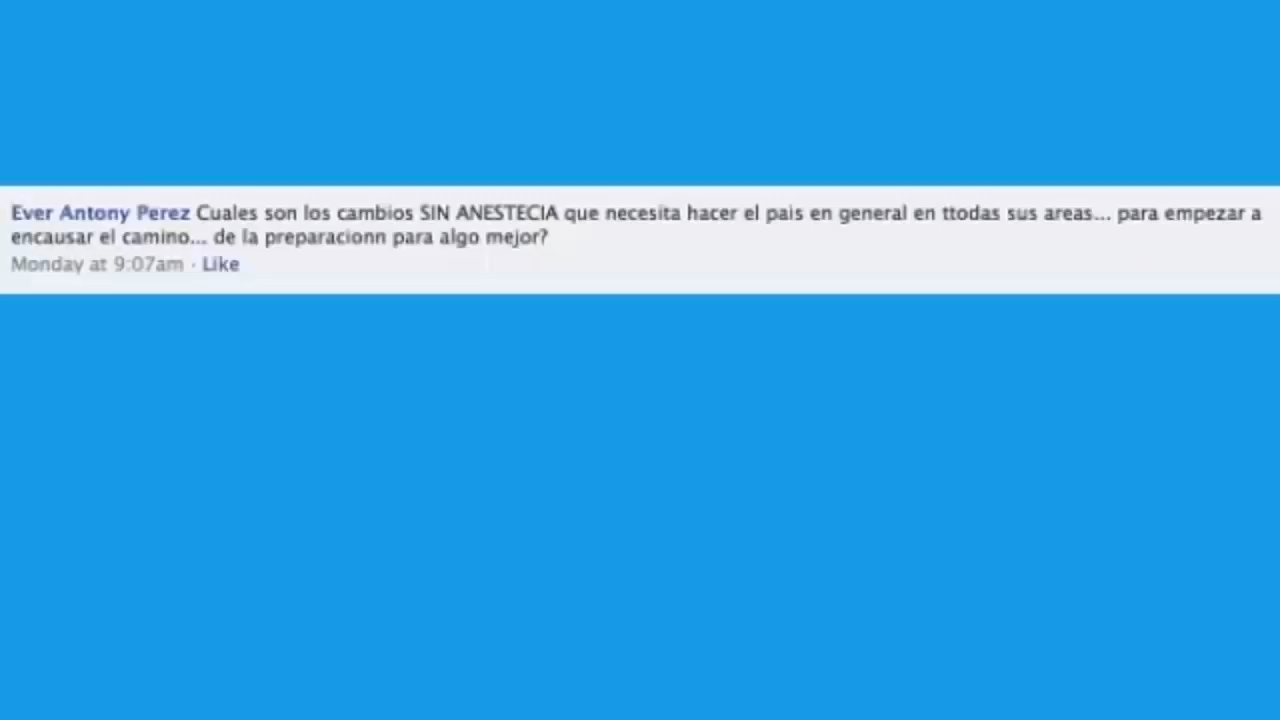 Ever Antony Perez Cuales son los cambios SIN ANESTECIA que necesita hacer el pais en general en ttodas sus areas... para empezar a
encausar el camino... de la preparacionn para algo mejor?
Monday at 9:07am · Like